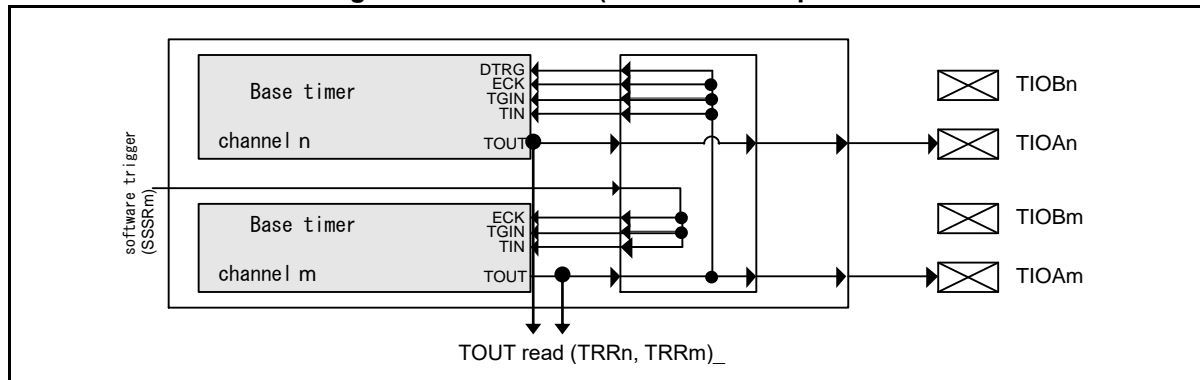 DTRG
ECK
TGIN
TIN
TOUT
Base timer
channel n
TIOBn
TIOAn
software trigger
(SSSRm)
ECK
TGIN
TIN
TOUT
Base timer
channel m
TIOBm
TIOAm
TOUT read (TRRn, TRRm)_